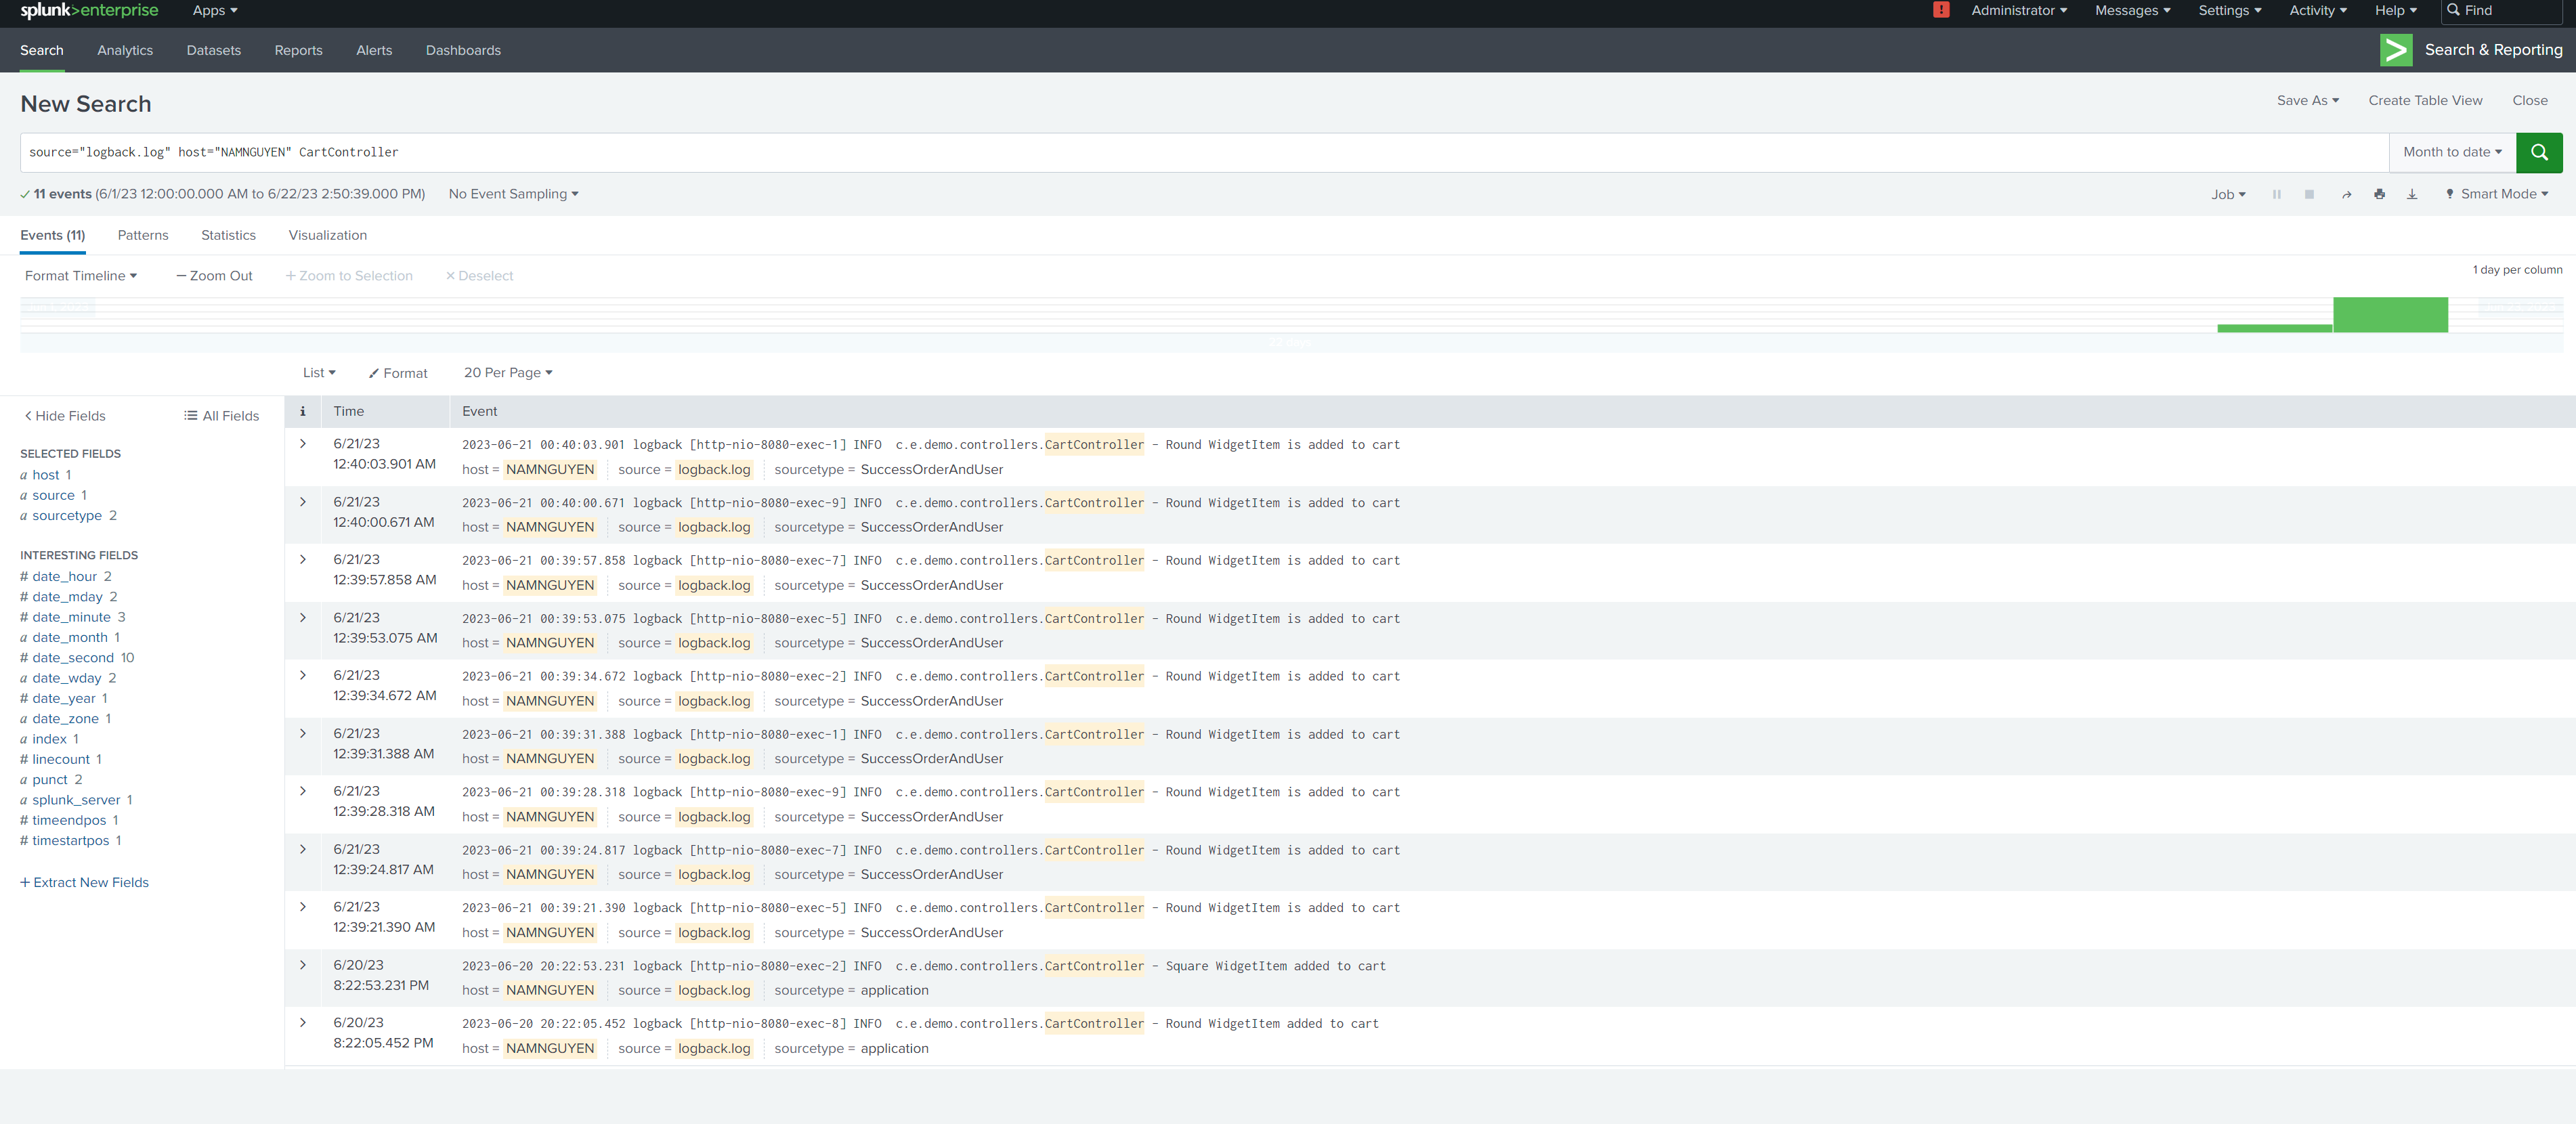 splunk>enterprise Apps Administrator Messages Settings Activity Help Find
Search Analytics Datasets Reports Alerts Dashboards Search & Reporting
New Search Save As Create Table View Close
source="logback.log" host="NAMNGUYEN" CartController Month to date
11 events (6/1/23 12:00:00.000 AM to 6/22/23 2:50:39.000 PM) No Event Sampling Job Smart Mode
Events (11) Patterns Statistics Visualization
Format Timeline — Zoom Out + Zoom to Selection × Deselect 1 day per column
List Format 20 Per Page
< Hide Fields All Fields
SELECTED FIELDS
a host 1
a source 1
a sourcetype 2
INTERESTING FIELDS
# date_hour 2
# date_mday 2
# date_minute 3
a date_month 1
# date_second 10
a date_wday 2
# date_year 1
a date_zone 1
a index 1
# linecount 1
a punct 2
a splunk_server 1
# timeendpos 1
# timestartpos 1
+ Extract New Fields
i Time Event
6/21/23 2023-06-21 00:40:03.901 logback [http-nio-8080-exec-1] INFO c.e.demo.controllers.CartController - Round WidgetItem is added to cart
12:40:03.901 AM host = NAMNGUYEN source = logback.log sourcetype = SuccessOrderAndUser
6/21/23 2023-06-21 00:40:00.671 logback [http-nio-8080-exec-9] INFO c.e.demo.controllers.CartController - Round WidgetItem is added to cart
12:40:00.671 AM host = NAMNGUYEN source = logback.log sourcetype = SuccessOrderAndUser
6/21/23 2023-06-21 00:39:57.858 logback [http-nio-8080-exec-7] INFO c.e.demo.controllers.CartController - Round WidgetItem is added to cart
12:39:57.858 AM host = NAMNGUYEN source = logback.log sourcetype = SuccessOrderAndUser
6/21/23 2023-06-21 00:39:53.075 logback [http-nio-8080-exec-5] INFO c.e.demo.controllers.CartController - Round WidgetItem is added to cart
12:39:53.075 AM host = NAMNGUYEN source = logback.log sourcetype = SuccessOrderAndUser
6/21/23 2023-06-21 00:39:34.672 logback [http-nio-8080-exec-2] INFO c.e.demo.controllers.CartController - Round WidgetItem is added to cart
12:39:34.672 AM host = NAMNGUYEN source = logback.log sourcetype = SuccessOrderAndUser
6/21/23 2023-06-21 00:39:31.388 logback [http-nio-8080-exec-1] INFO c.e.demo.controllers.CartController - Round WidgetItem is added to cart
12:39:31.388 AM host = NAMNGUYEN source = logback.log sourcetype = SuccessOrderAndUser
6/21/23 2023-06-21 00:39:28.318 logback [http-nio-8080-exec-9] INFO c.e.demo.controllers.CartController - Round WidgetItem is added to cart
12:39:28.318 AM host = NAMNGUYEN source = logback.log sourcetype = SuccessOrderAndUser
6/21/23 2023-06-21 00:39:24.817 logback [http-nio-8080-exec-7] INFO c.e.demo.controllers.CartController - Round WidgetItem is added to cart
12:39:24.817 AM host = NAMNGUYEN source = logback.log sourcetype = SuccessOrderAndUser
6/21/23 2023-06-21 00:39:21.390 logback [http-nio-8080-exec-5] INFO c.e.demo.controllers.CartController - Round WidgetItem is added to cart
12:39:21.390 AM host = NAMNGUYEN source = logback.log sourcetype = SuccessOrderAndUser
6/20/23 2023-06-20 20:22:53.231 logback [http-nio-8080-exec-2] INFO c.e.demo.controllers.CartController - Square WidgetItem added to cart
8:22:53.231 PM host = NAMNGUYEN source = logback.log sourcetype = application
6/20/23 2023-06-20 20:22:05.452 logback [http-nio-8080-exec-8] INFO c.e.demo.controllers.CartController - Round WidgetItem added to cart
8:22:05.452 PM host = NAMNGUYEN source = logback.log sourcetype = application